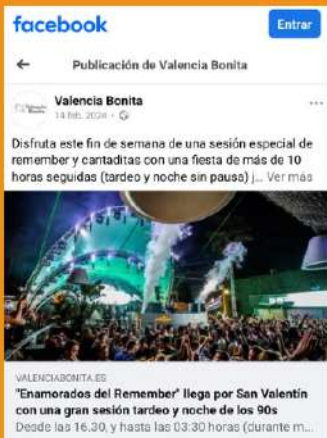 facebook
Entrar
Publicación de Valencia Bonita
Valencia Bonita
14 feb. 2024
Disfruta este fin de semana de una sesión especial de
remember y cantaditas con una fiesta de más de 10
horas seguidas (tardeo y noche sin pausa) ¡... Ver más
VALENCIABONITA.ES
"Enamorados del Remember" llega por San Valentín
con una gran sesión tardeo y noche de los 90s
Desde las 16.30, y hasta las 03:30 horas (durante m...